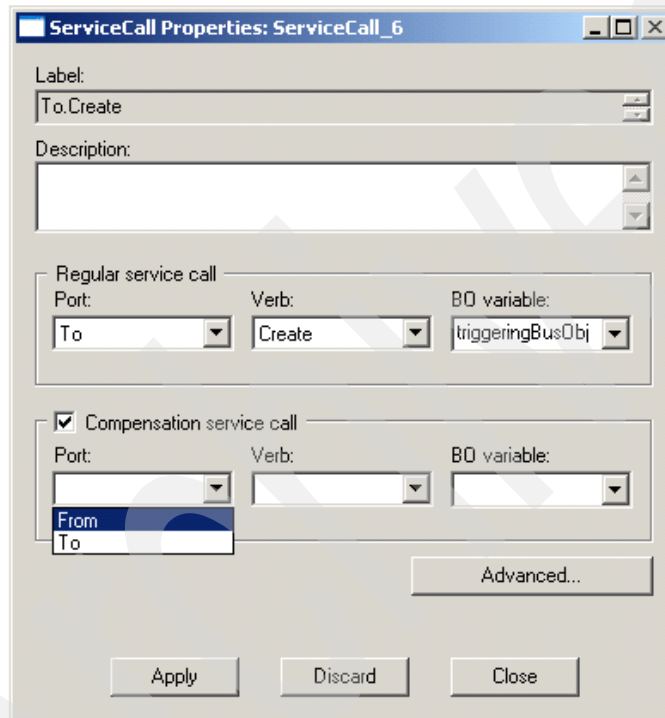 ServiceCall Properties: ServiceCall_6
Label:
To.Create
Description:
Regular service call
Port: Verb: BO variable:
To Create triggeringBusObj
Compensation service call
Port: Verb: BO variable:
From
To
Advanced...
Apply Discard Close